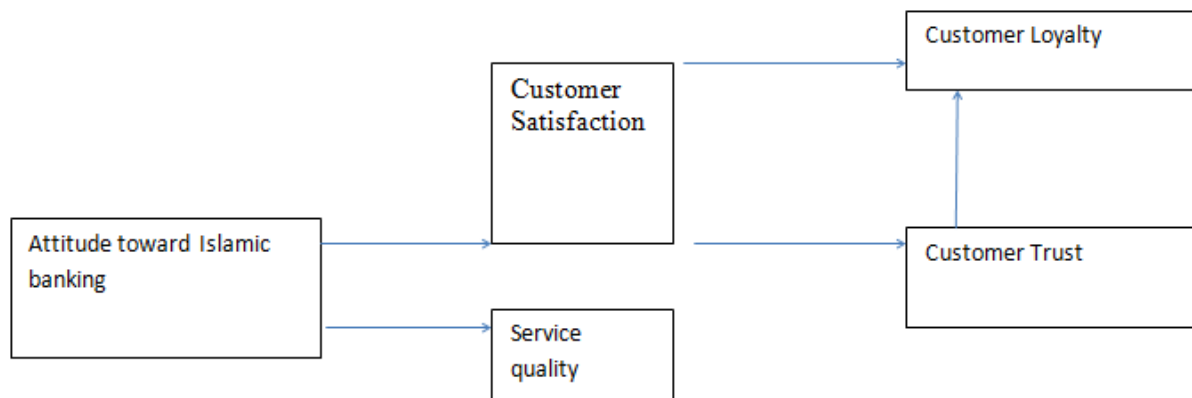 Customer Loyalty
Customer
Satisfaction
Attitude toward Islamic
banking
Customer Trust
Service
quality